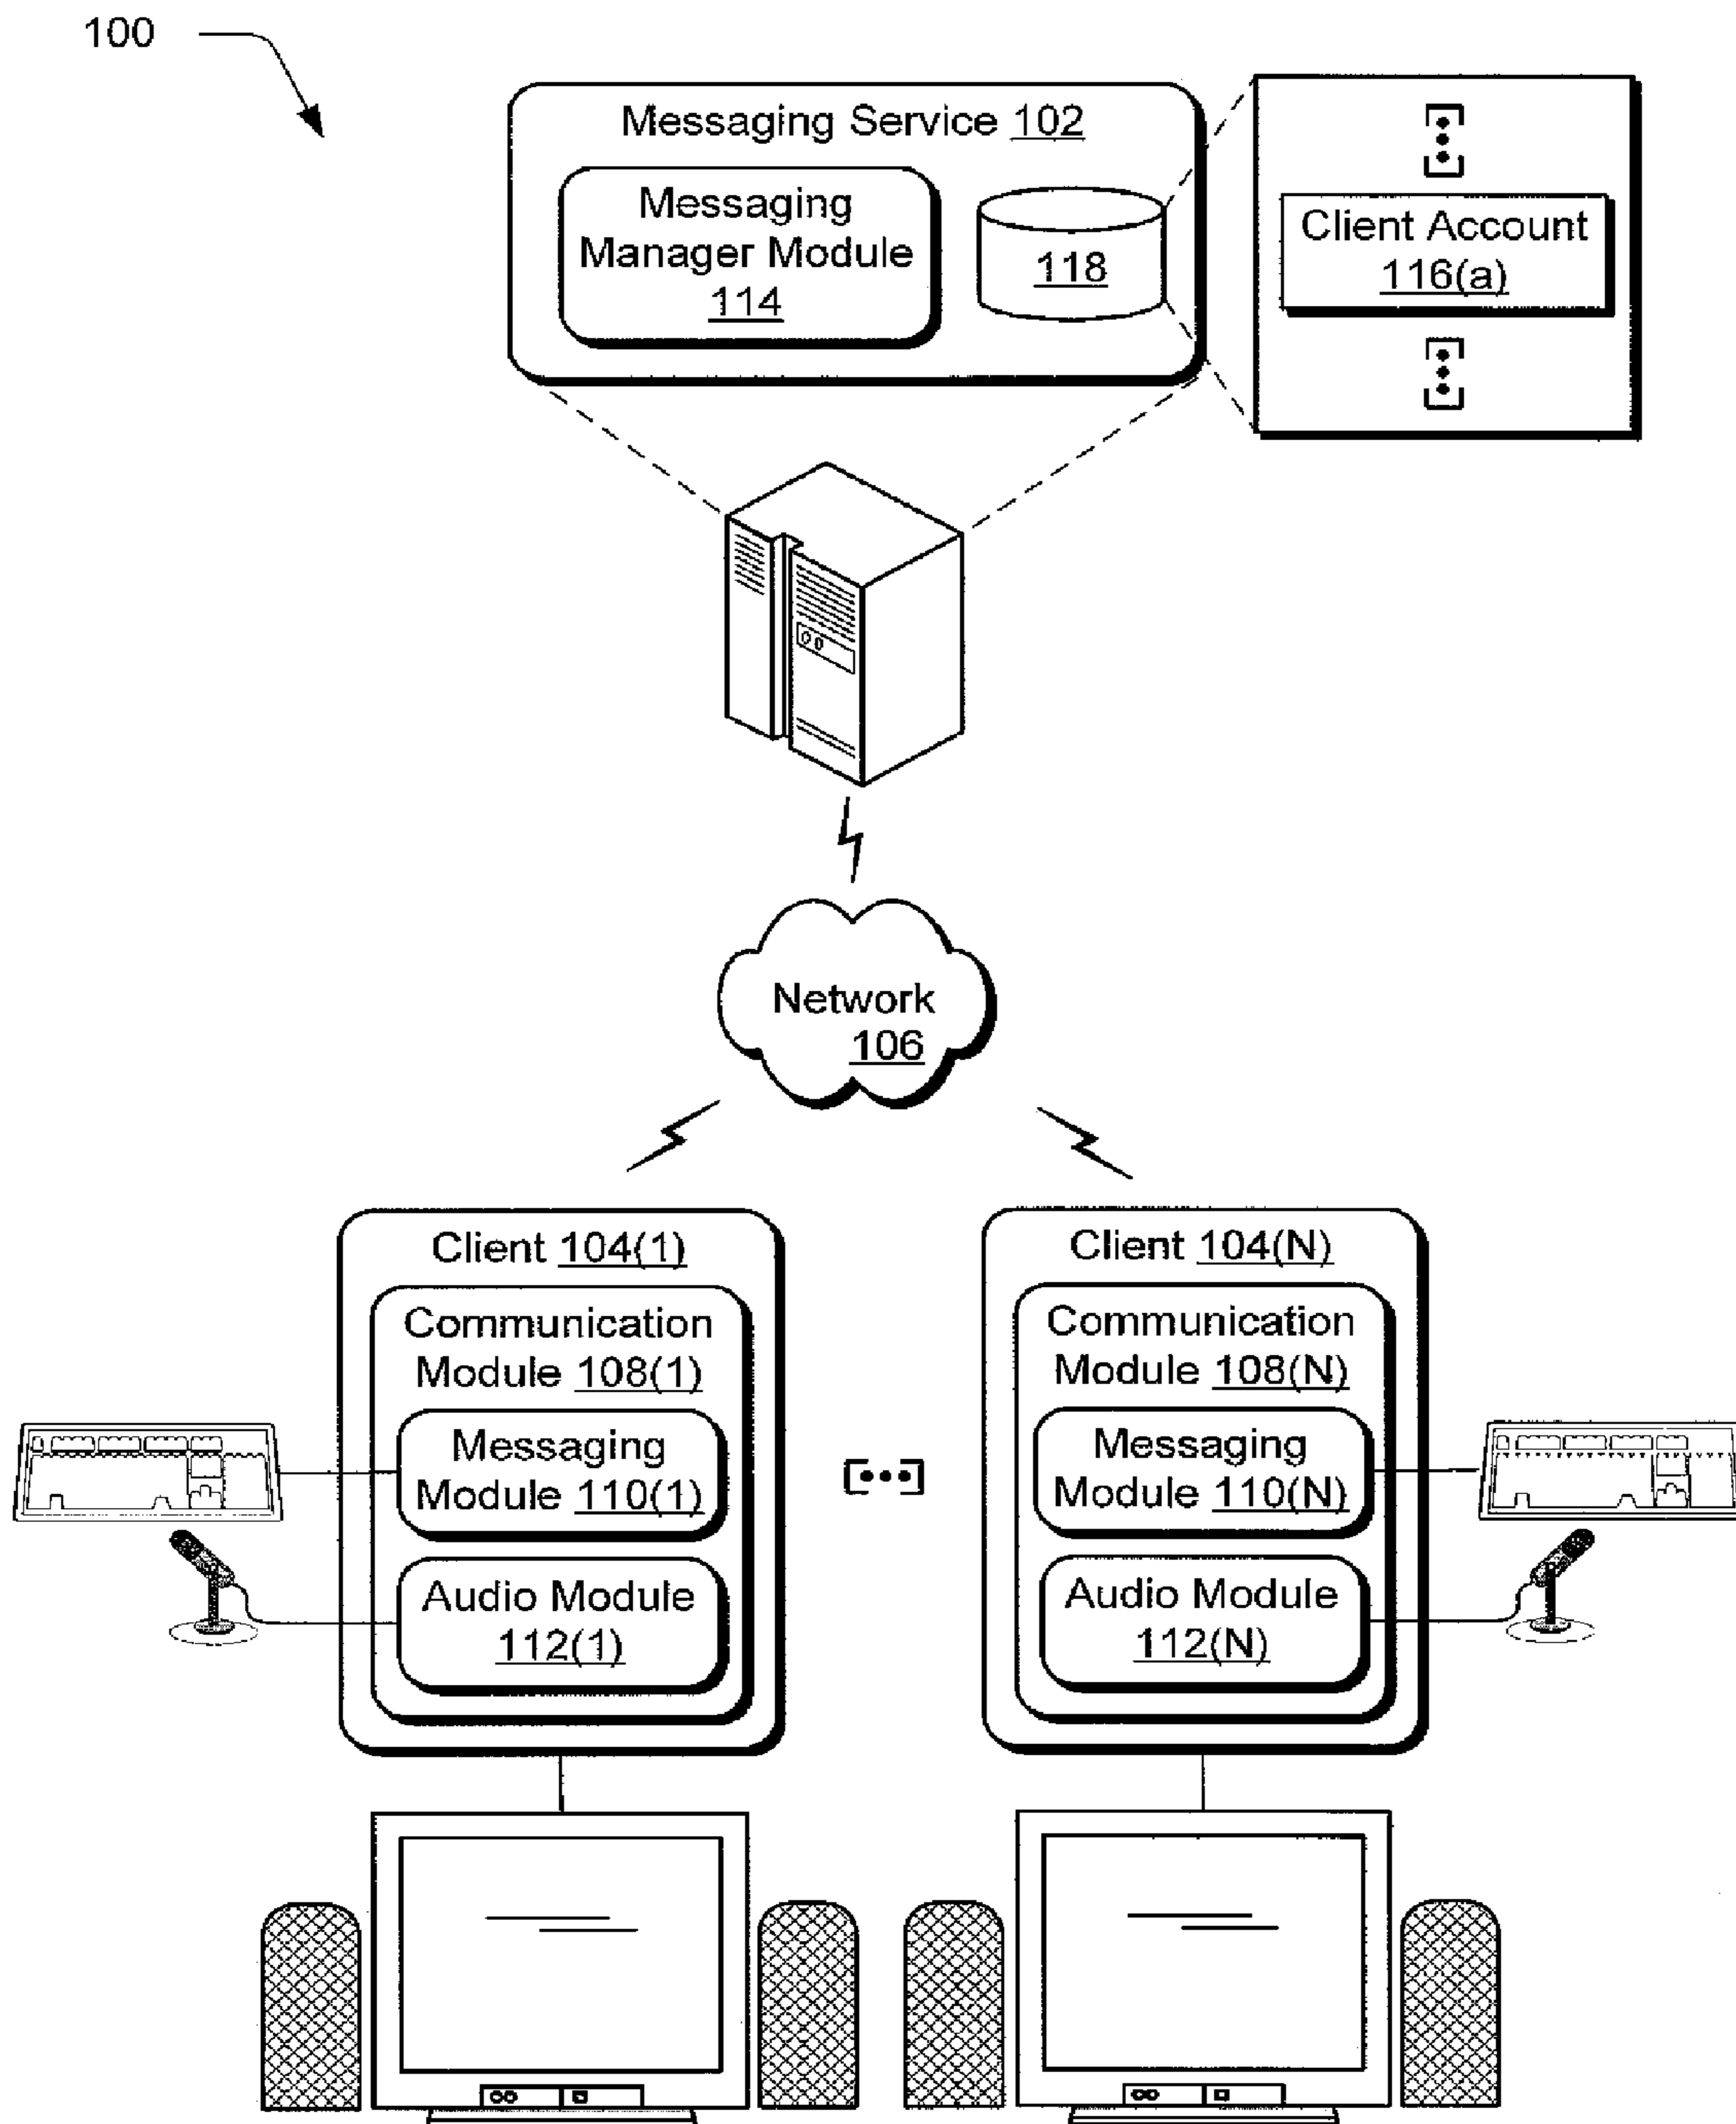 100
Messaging Service 102
Messaging
Manager Module
114
118
Client Account
116(a)
Network
106
Client 104(1)
Communication
Module 108(1)
Messaging
Module 110(1)
Audio Module
112(1)
Client 104(N)
Communication
Module 108(N)
Messaging
Module 110(N)
Audio Module
112(N)